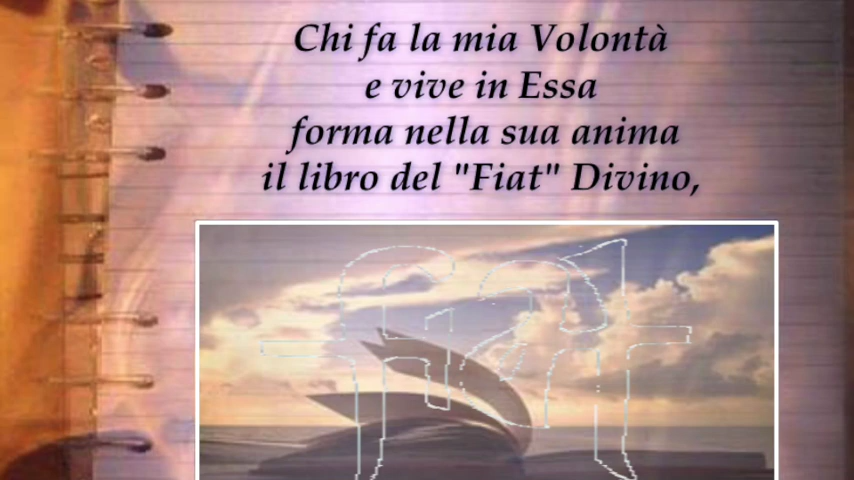 Chi fa la mia Volontà
e vive in Essa
forma nella sua anima
il libro del "Fiat" Divino,
fiat